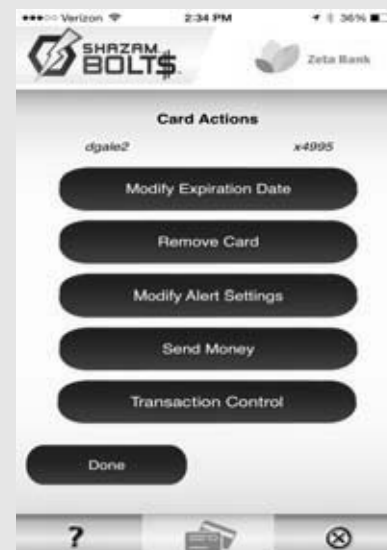 Verizon 2:34 PM 36%
SHAZAM
BOLT$
Zeta Bank
Card Actions
dgale2 x4995
Modify Expiration Date
Remove Card
Modify Alert Settings
Send Money
Transaction Control
Done
?